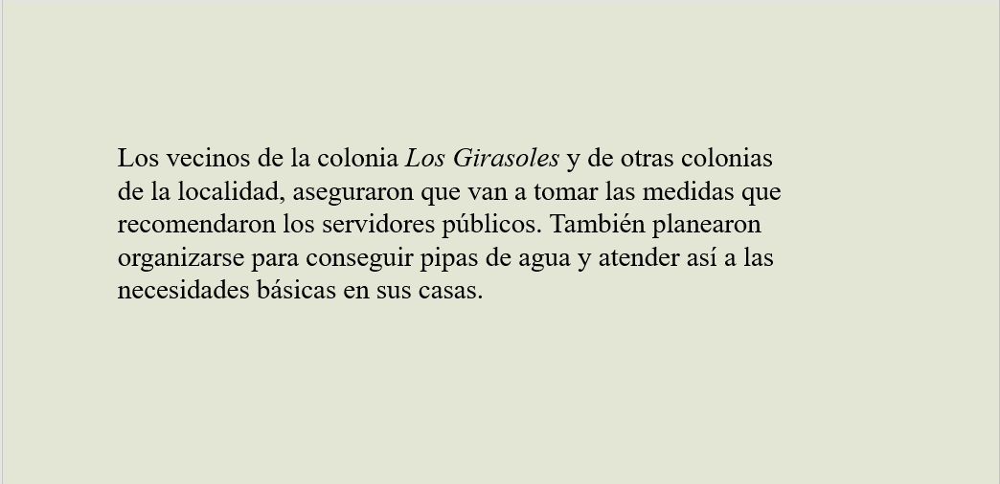 Los vecinos de la colonia Los Girasoles y de otras colonias
de la localidad, aseguraron que van a tomar las medidas que
recomendaron los servidores públicos. También planearon
organizarse para conseguir pipas de agua y atender así a las
necesidades básicas en sus casas.